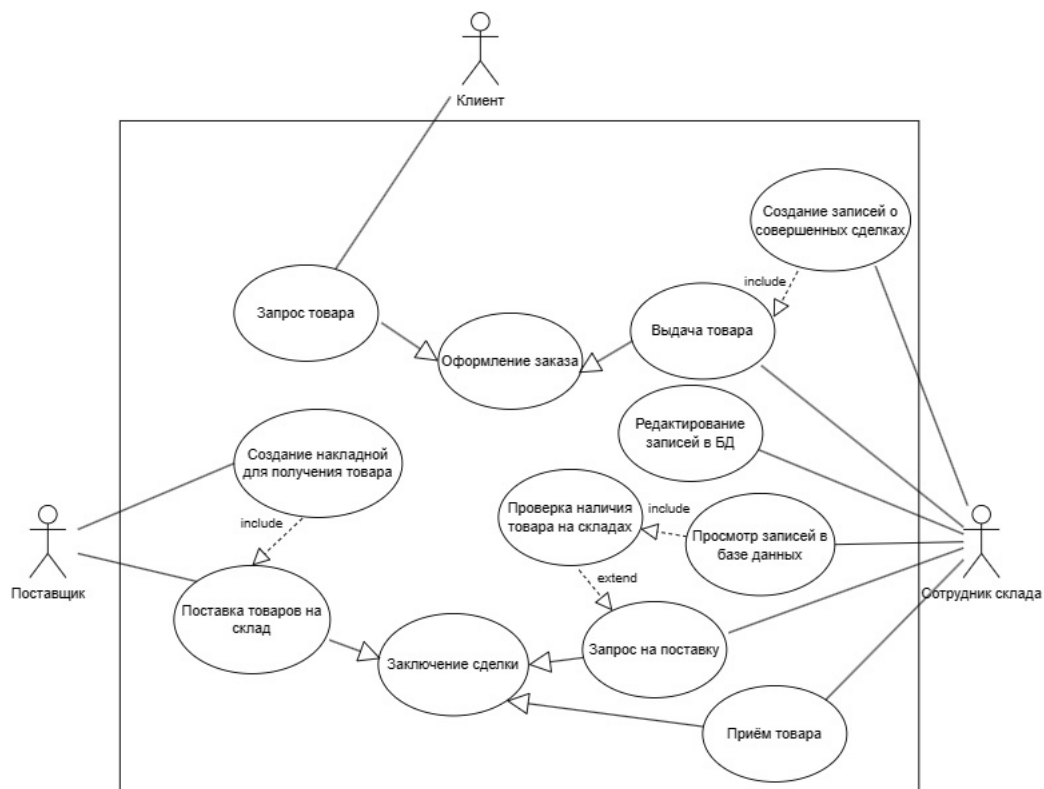 Клиент
Создание записей о
совершенных сделках
include
Запрос товара
Выдача товара
Оформление заказа
Редактирование
записей в БД
Создание накладной
для получения товара
include
Проверка наличия
товара на складах
include
Просмотр записей в
базе данных
extend
Поставщик
Сотрудник склада
Поставка товаров на
склад
Запрос на поставку
Заключение сделки
Приём товара